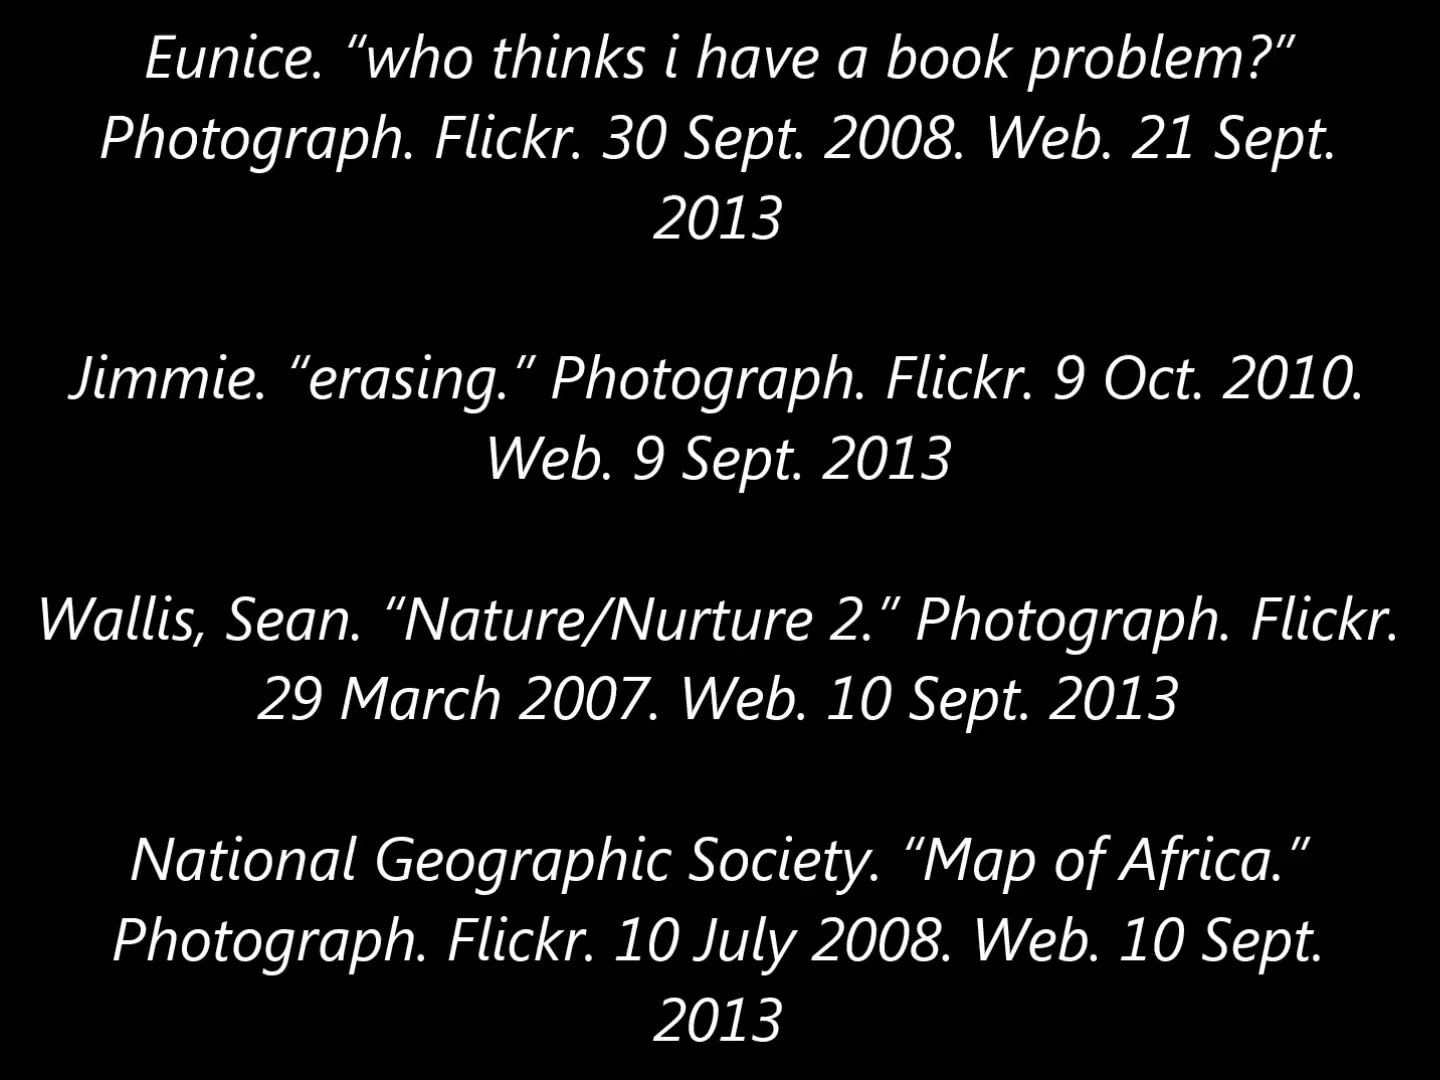 Eunice. “who thinks i have a book problem?”
Photograph. Flickr. 30 Sept. 2008. Web. 21 Sept.
2013
Jimmie. “erasing.” Photograph. Flickr. 9 Oct. 2010.
Web. 9 Sept. 2013
Wallis, Sean. “Nature/Nurture 2.” Photograph. Flickr.
29 March 2007. Web. 10 Sept. 2013
National Geographic Society. “Map of Africa.”
Photograph. Flickr. 10 July 2008. Web. 10 Sept.
2013